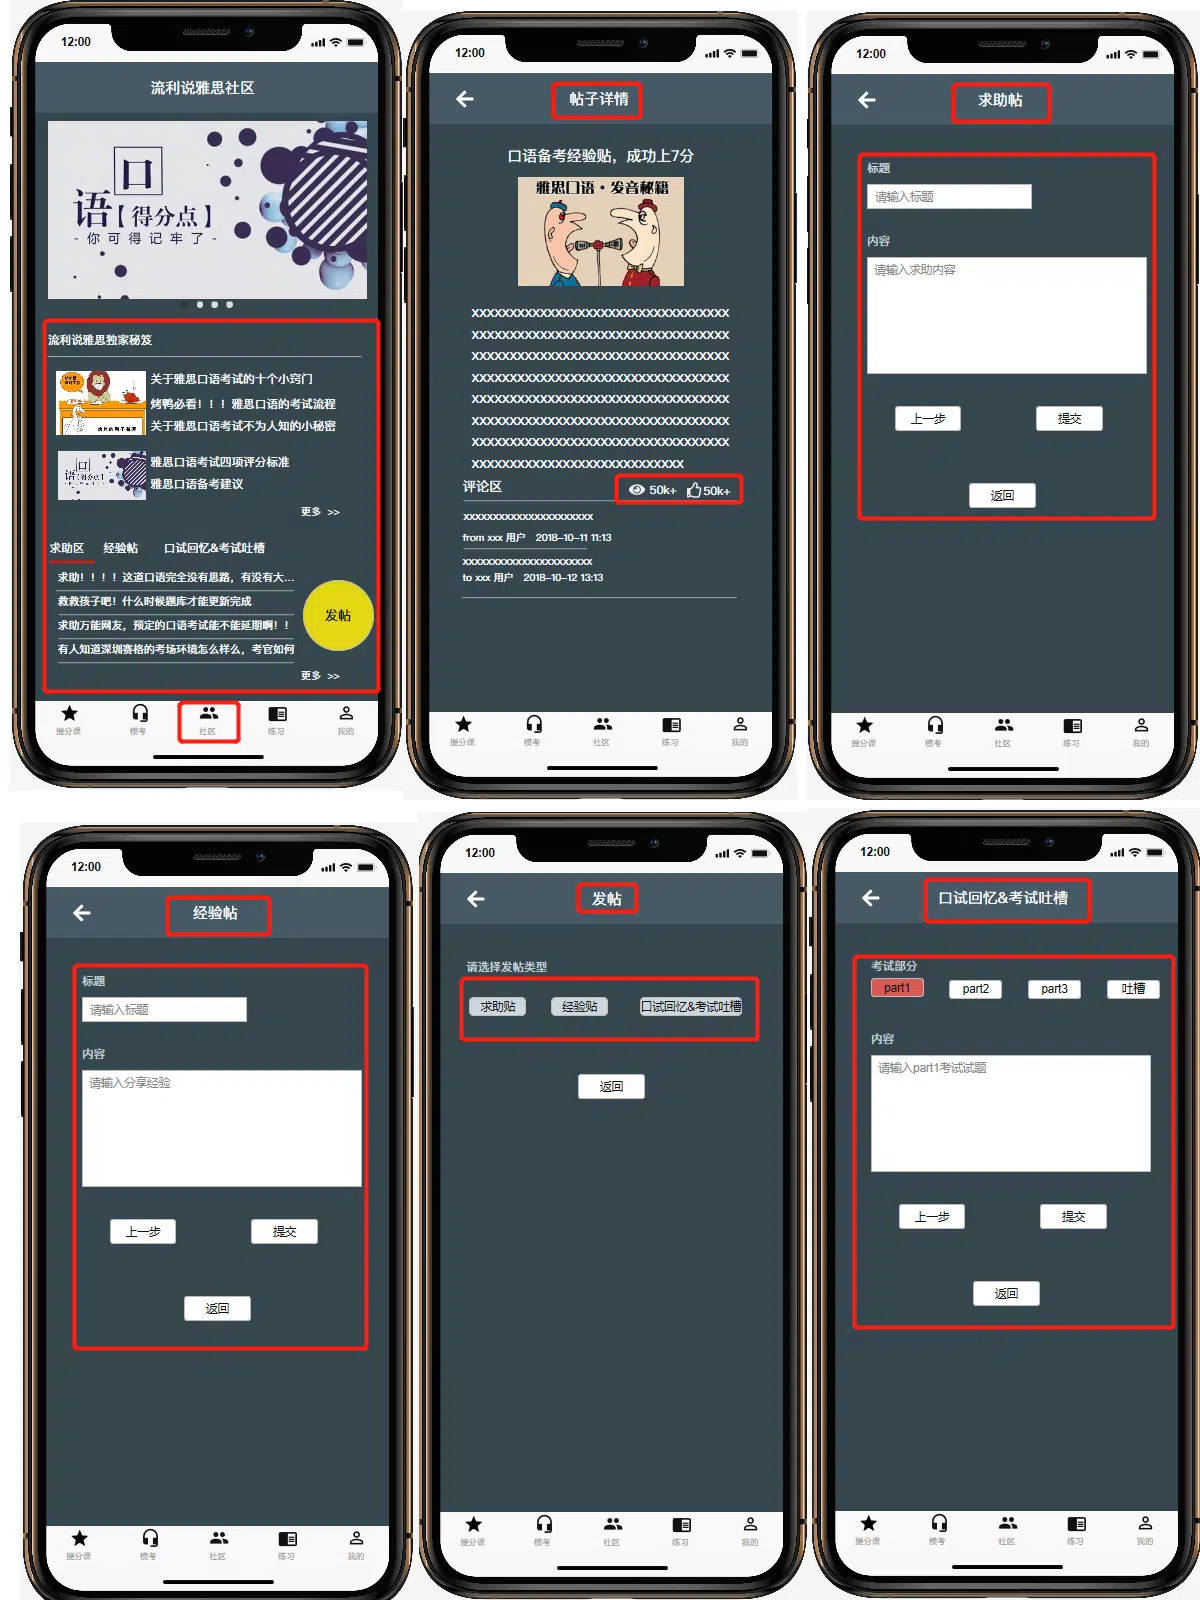 12:00
流利说雅思社区
口
语【得分点】
- 你可得记牢了 -
流利说雅思独家秘笈
关于雅思口语考试的十个小窍门
烤鸭必看！！！雅思口语的考试流程
关于雅思口语考试不为人知的小秘密
口
语【得分点】
雅思口语考试四项评分标准
雅思口语备考建议
更多 >>
求助区 经验帖 口试回忆&考试吐槽
求助！！！！这道口语完全没有思路，有没有大...
救救孩子吧！什么时候题库才能更新完成
求助万能网友，预定的口语考试能不能延期啊！！
有人知道深圳赛格的考场环境怎么样么，考官如何
发帖
更多 >>
提分课 模考 社区 练习 我的
12:00
帖子详情
口语备考经验贴，成功上7分
雅思口语·发音秘籍
xxxxxxxxxxxxxxxxxxxxxxxxxxxxxxxxxx
xxxxxxxxxxxxxxxxxxxxxxxxxxxxxxxxxx
xxxxxxxxxxxxxxxxxxxxxxxxxxxxxxxxxx
xxxxxxxxxxxxxxxxxxxxxxxxxxxxxxxxxx
xxxxxxxxxxxxxxxxxxxxxxxxxxxxxxxxxx
xxxxxxxxxxxxxxxxxxxxxxxxxxxxxxxxxx
xxxxxxxxxxxxxxxxxxxxxxxxxxxxxxxxxx
xxxxxxxxxxxxxxxxxxxxxxxxxxxx
评论区 50k+ 50k+
xxxxxxxxxxxxxxxxxxxxxx
from xxx 用户 2018-10-11 11:13
xxxxxxxxxxxxxxxxxxxxxx
to xxx 用户 2018-10-12 13:13
提分课 模考 社区 练习 我的
12:00
求助帖
标题
请输入标题
内容
请输入求助内容
上一步 提交
返回
提分课 模考 社区 练习 我的
12:00
经验帖
标题
请输入标题
内容
请输入分享经验
上一步 提交
返回
提分课 模考 社区 练习 我的
12:00
发帖
请选择发帖类型
求助贴 经验贴 口试回忆&考试吐槽
返回
提分课 模考 社区 练习 我的
12:00
口试回忆&考试吐槽
考试部分
part1 part2 part3 吐槽
内容
请输入part1考试试题
上一步 提交
返回
提分课 模考 社区 练习 我的